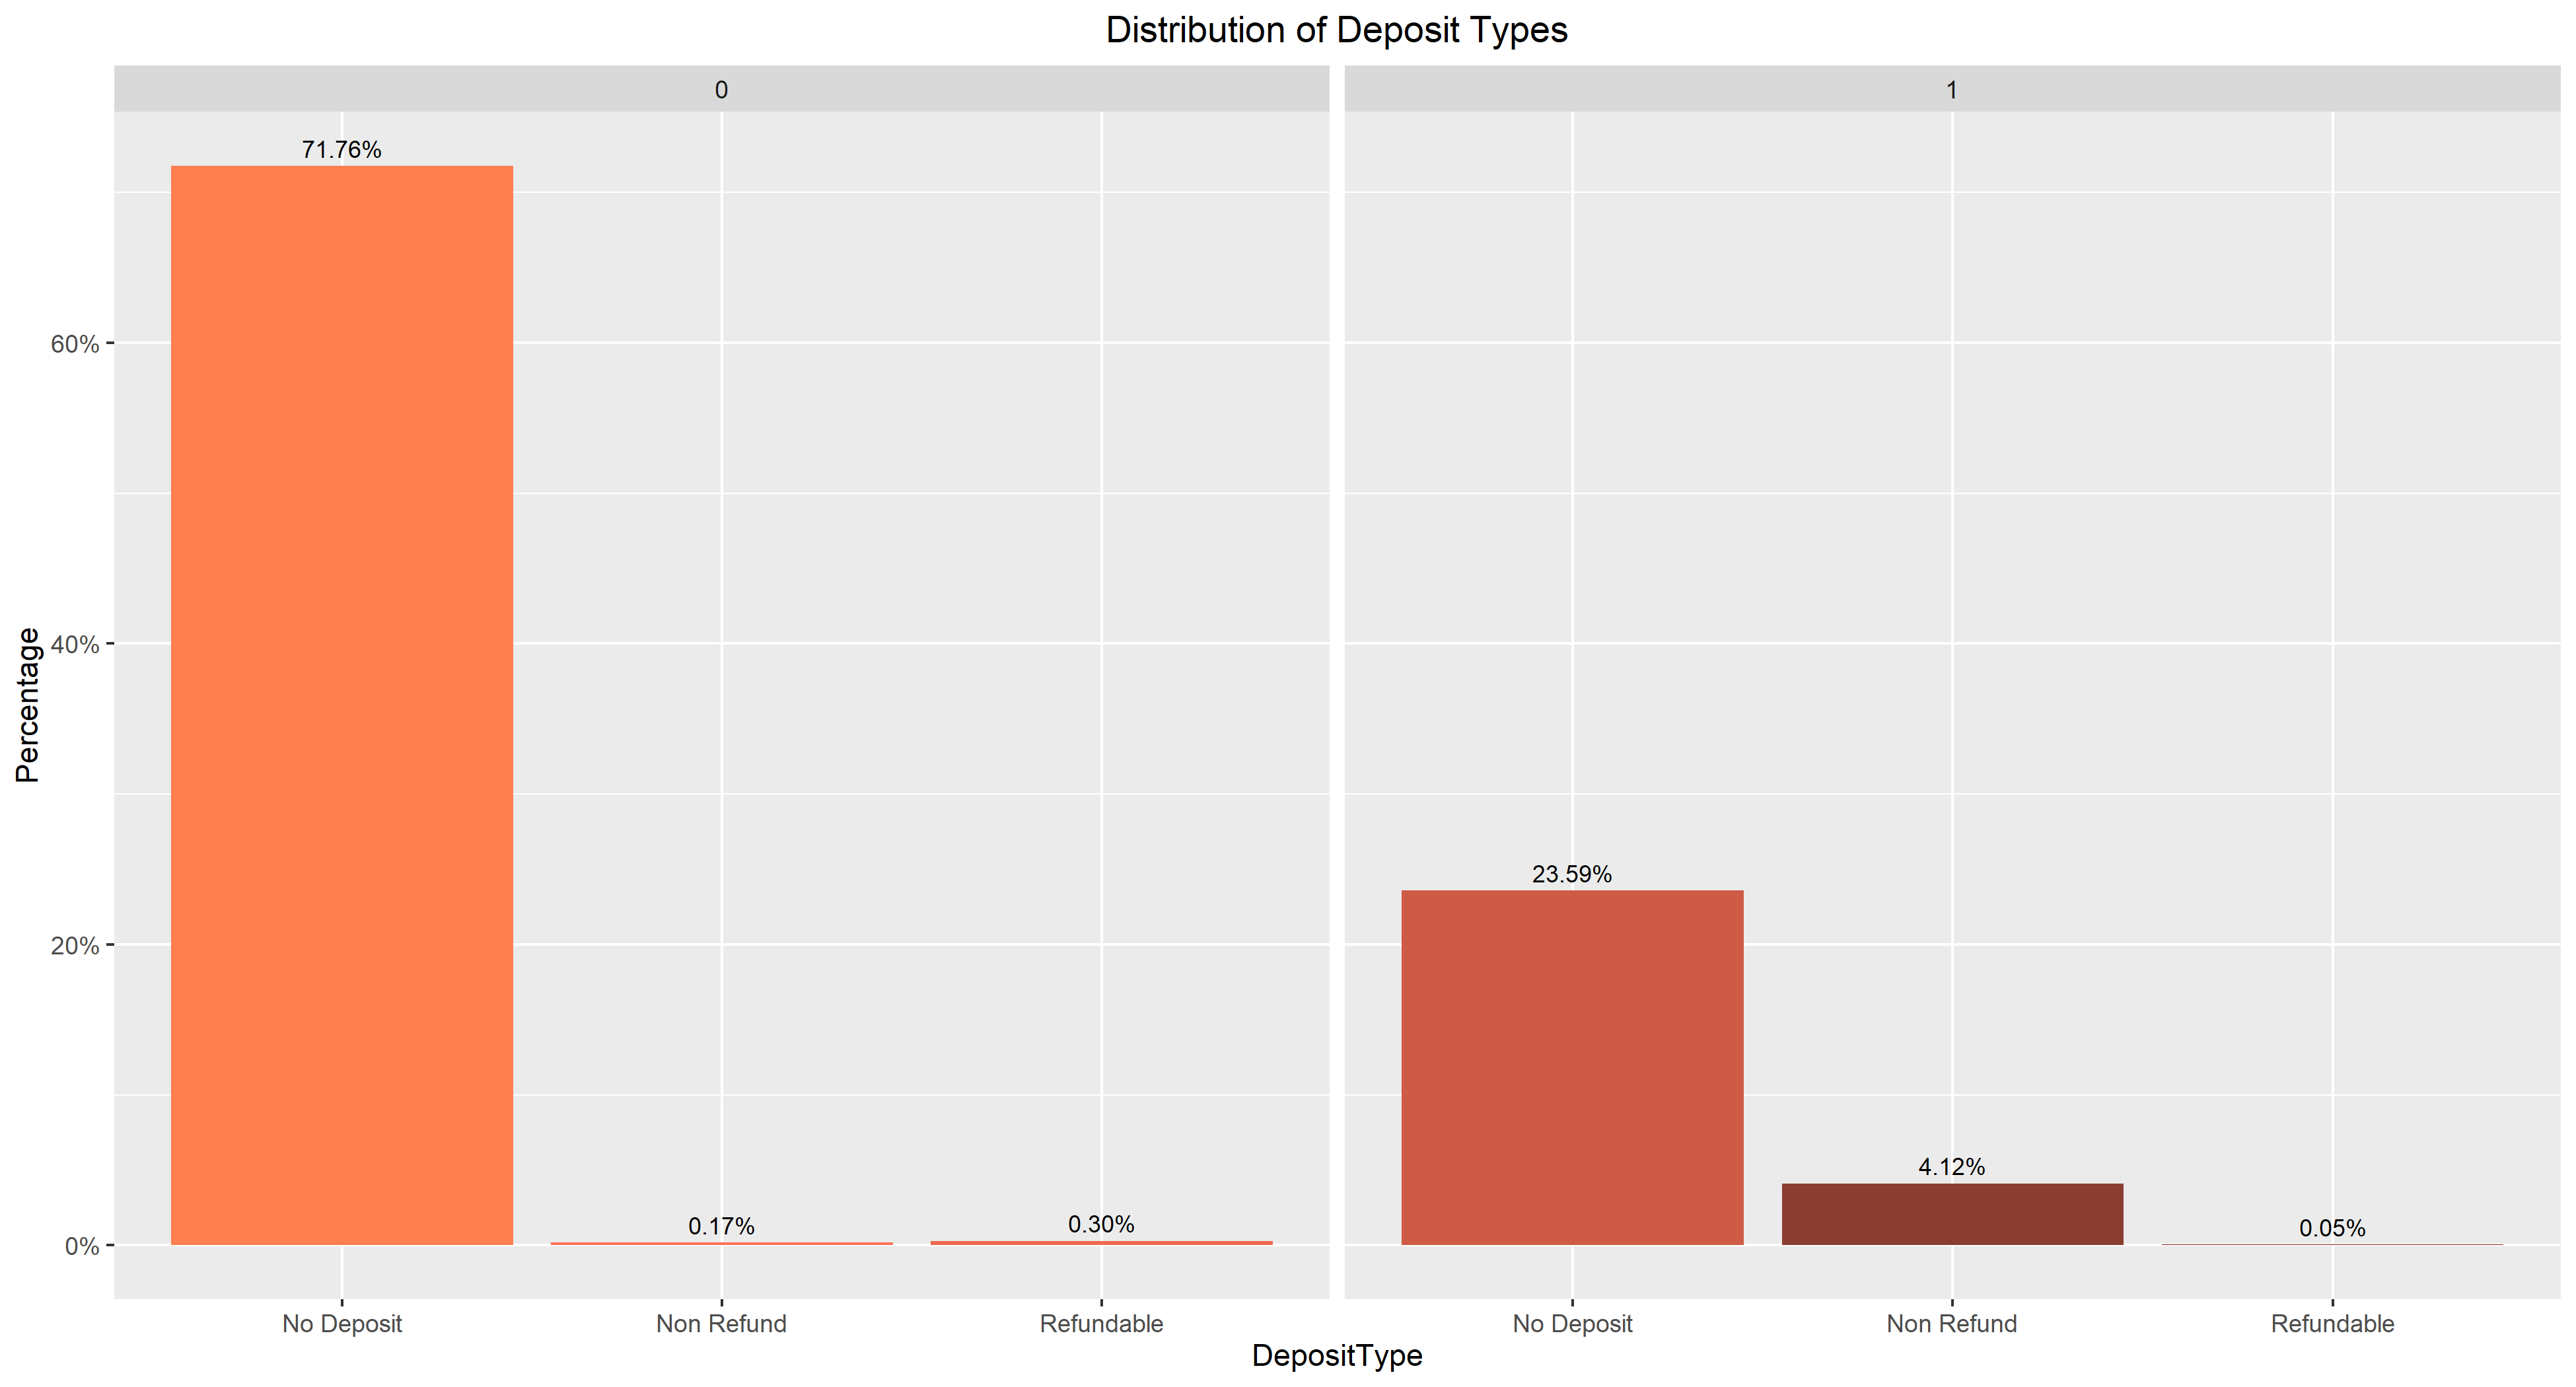 Distribution of Deposit Types
0
1
71.76%
0.17%
0.30%
23.59%
4.12%
0.05%
60%
40%
20%
0%
Percentage
No Deposit
Non Refund
Refundable
No Deposit
Non Refund
Refundable
DepositType